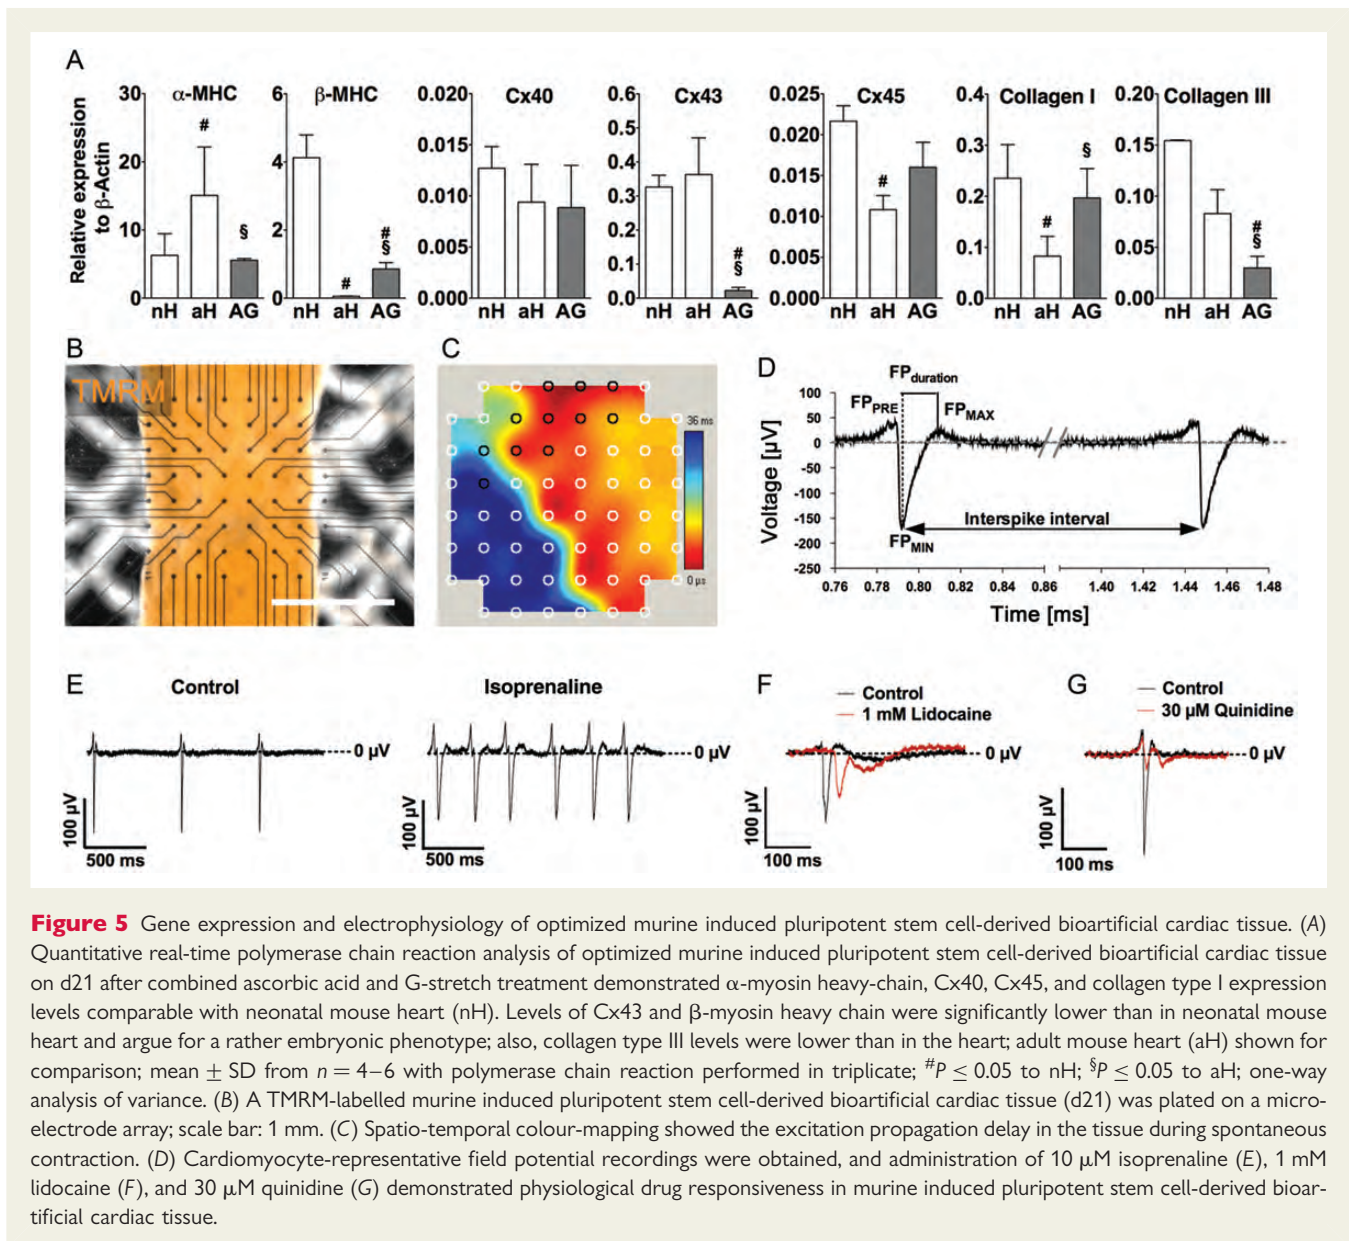 A
α-MHC
β-MHC
Cx40
Cx43
Cx45
Collagen I
Collagen III
Relative expression
to β-Actin
30
20
10
0
6
4
2
0
0.020
0.015
0.010
0.005
0.000
0.6
0.5
0.4
0.3
0.2
0.1
0.0
0.025
0.020
0.015
0.010
0.005
0.000
0.4
0.3
0.2
0.1
0.0
0.20
0.15
0.10
0.05
0.00
#
§
#
#
§
#
§
#
#
§
#
§
nH aH AG
nH aH AG
nH aH AG
nH aH AG
nH aH AG
nH aH AG
nH aH AG
B
TMRM
C
36 ms
0 µs
D
Voltage [µV]
100
50
0
-50
-100
-150
-200
-250
FPduration
FPPRE
FPMAX
Interspike interval
FPMIN
0.76 0.78 0.80 0.82 0.84 0.86 1.40 1.42 1.44 1.46 1.48
Time [ms]
E
Control
0 µV
100 µV
500 ms
Isoprenaline
0 µV
100 µV
500 ms
F
Control
1 mM Lidocaine
0 µV
100 µV
100 ms
G
Control
30 µM Quinidine
0 µV
100 µV
100 ms
Figure 5 Gene expression and electrophysiology of optimized murine induced pluripotent stem cell-derived bioartificial cardiac tissue. (A)
Quantitative real-time polymerase chain reaction analysis of optimized murine induced pluripotent stem cell-derived bioartificial cardiac tissue
on d21 after combined ascorbic acid and G-stretch treatment demonstrated α-myosin heavy-chain, Cx40, Cx45, and collagen type I expression
levels comparable with neonatal mouse heart (nH). Levels of Cx43 and β-myosin heavy chain were significantly lower than in neonatal mouse
heart and argue for a rather embryonic phenotype; also, collagen type III levels were lower than in the heart; adult mouse heart (aH) shown for
comparison; mean ± SD from n = 4–6 with polymerase chain reaction performed in triplicate; #P ≤ 0.05 to nH; §P ≤ 0.05 to aH; one-way
analysis of variance. (B) A TMRM-labelled murine induced pluripotent stem cell-derived bioartificial cardiac tissue (d21) was plated on a micro-
electrode array; scale bar: 1 mm. (C) Spatio-temporal colour-mapping showed the excitation propagation delay in the tissue during spontaneous
contraction. (D) Cardiomyocyte-representative field potential recordings were obtained, and administration of 10 µM isoprenaline (E), 1 mM
lidocaine (F), and 30 µM quinidine (G) demonstrated physiological drug responsiveness in murine induced pluripotent stem cell-derived bioar-
tificial cardiac tissue.